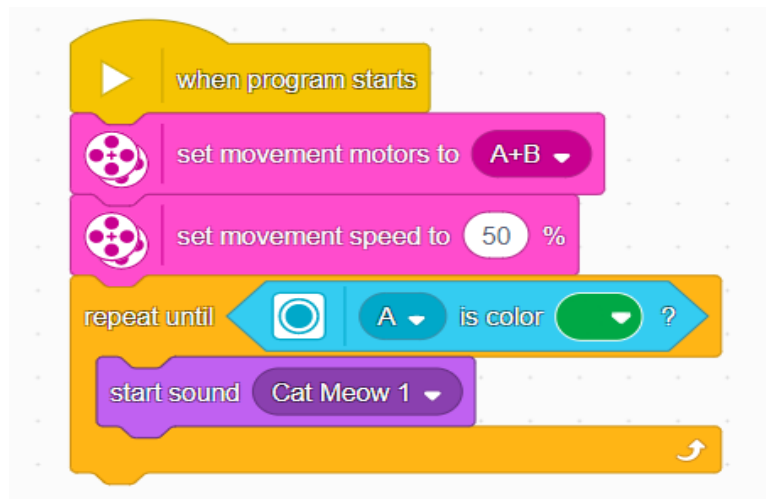 when program starts
set movement motors to A+B
set movement speed to 50 %
repeat until A is color ?
start sound Cat Meow 1